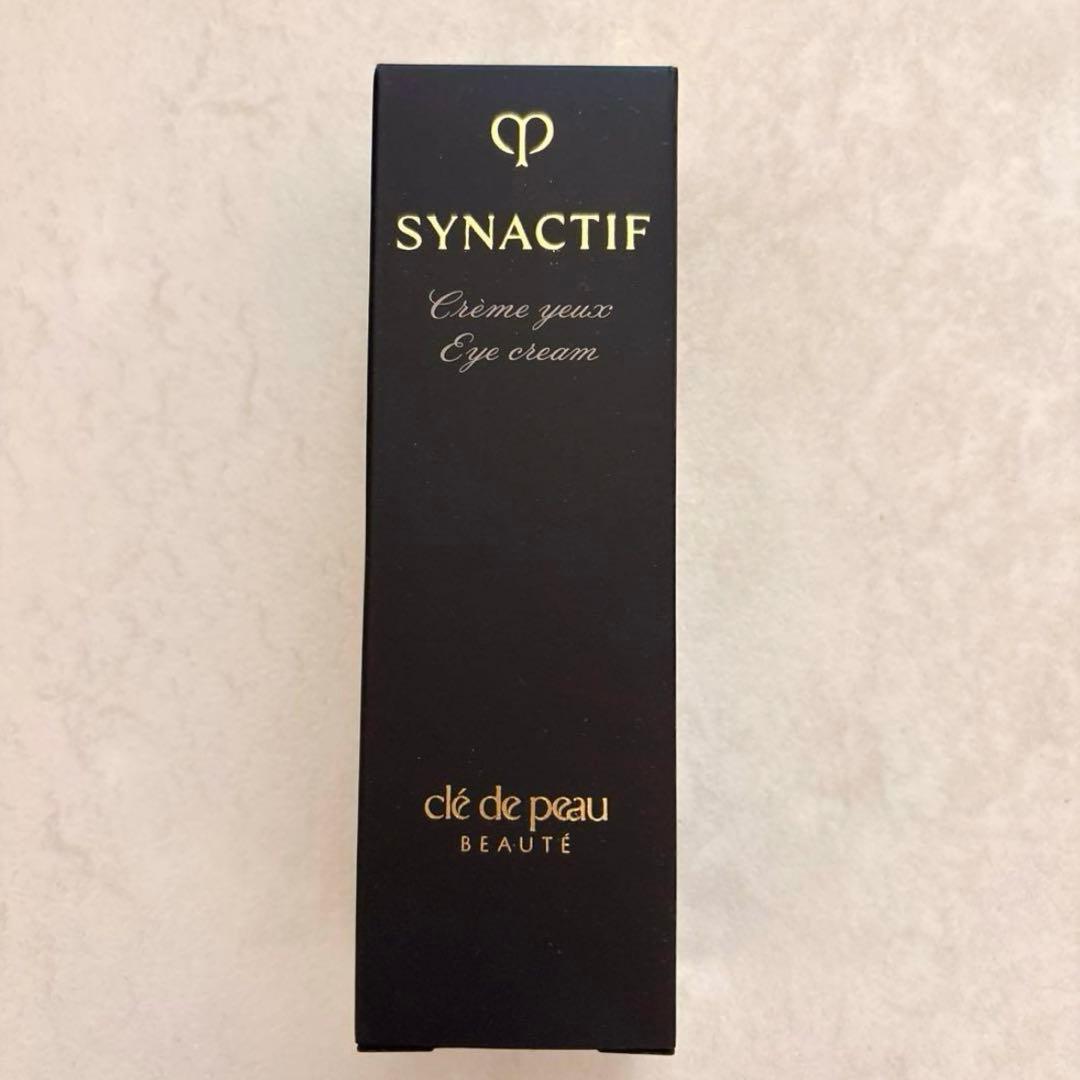 SYNACTIF
Crème yeux
Eye cream
clé de peau
BEAUTÉ